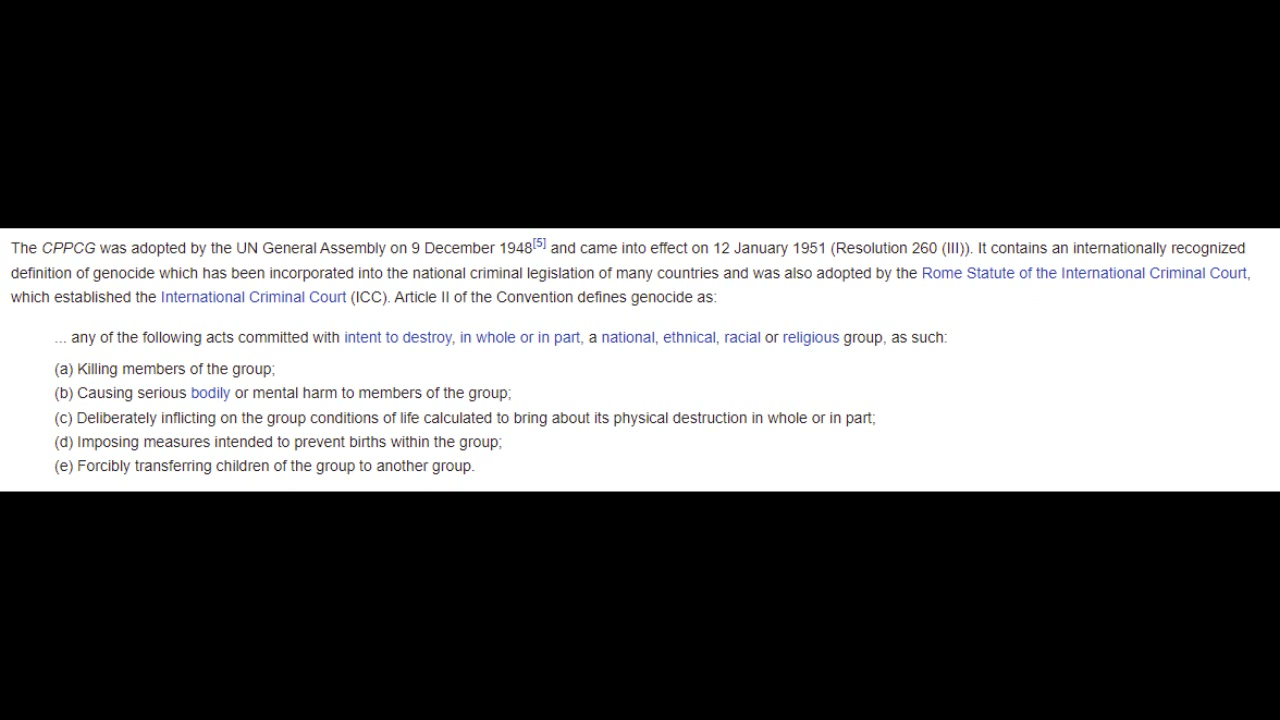 The CPPCG was adopted by the UN General Assembly on 9 December 1948[5] and came into effect on 12 January 1951 (Resolution 260 (III)). It contains an internationally recognized
definition of genocide which has been incorporated into the national criminal legislation of many countries and was also adopted by the Rome Statute of the International Criminal Court,
which established the International Criminal Court (ICC). Article II of the Convention defines genocide as:
... any of the following acts committed with intent to destroy, in whole or in part, a national, ethnical, racial or religious group, as such:
(a) Killing members of the group;
(b) Causing serious bodily or mental harm to members of the group;
(c) Deliberately inflicting on the group conditions of life calculated to bring about its physical destruction in whole or in part;
(d) Imposing measures intended to prevent births within the group;
(e) Forcibly transferring children of the group to another group.